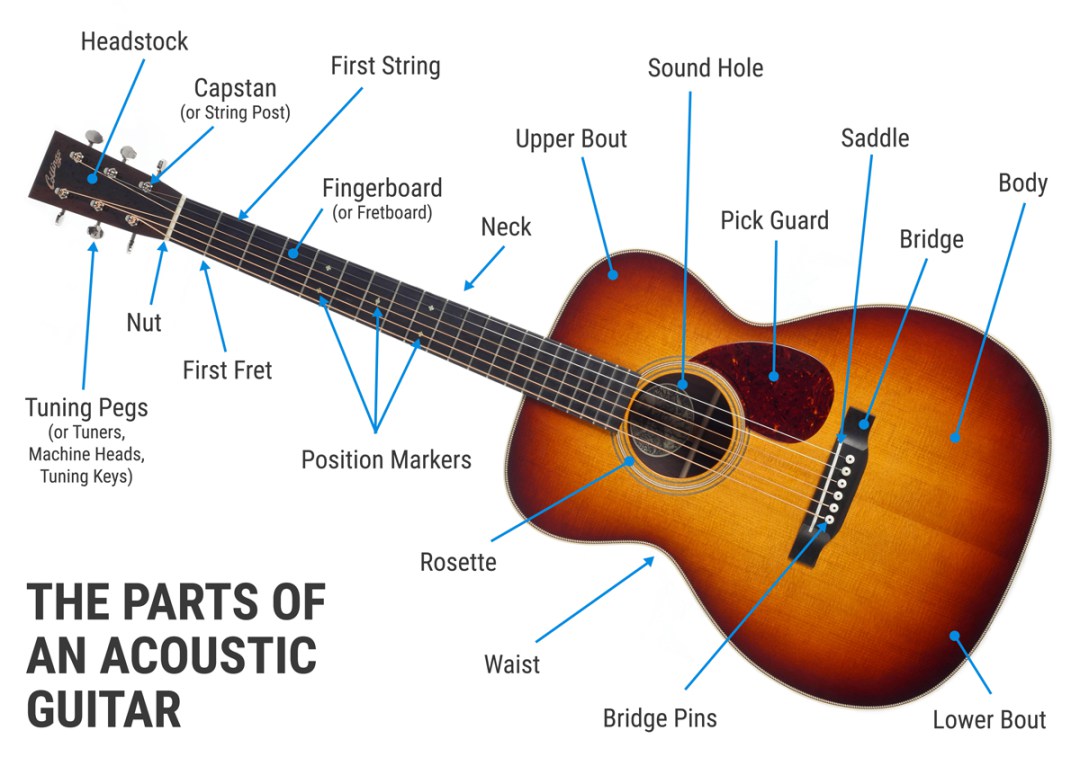 Headstock
Capstan
(or String Post)
First String
Sound Hole
Upper Bout
Saddle
Body
Fingerboard
(or Fretboard)
Neck
Pick Guard
Bridge
Nut
First Fret
Tuning Pegs
(or Tuners,
Machine Heads,
Tuning Keys)
Position Markers
Rosette
Waist
Bridge Pins
Lower Bout
THE PARTS OF
AN ACOUSTIC
GUITAR
Collings